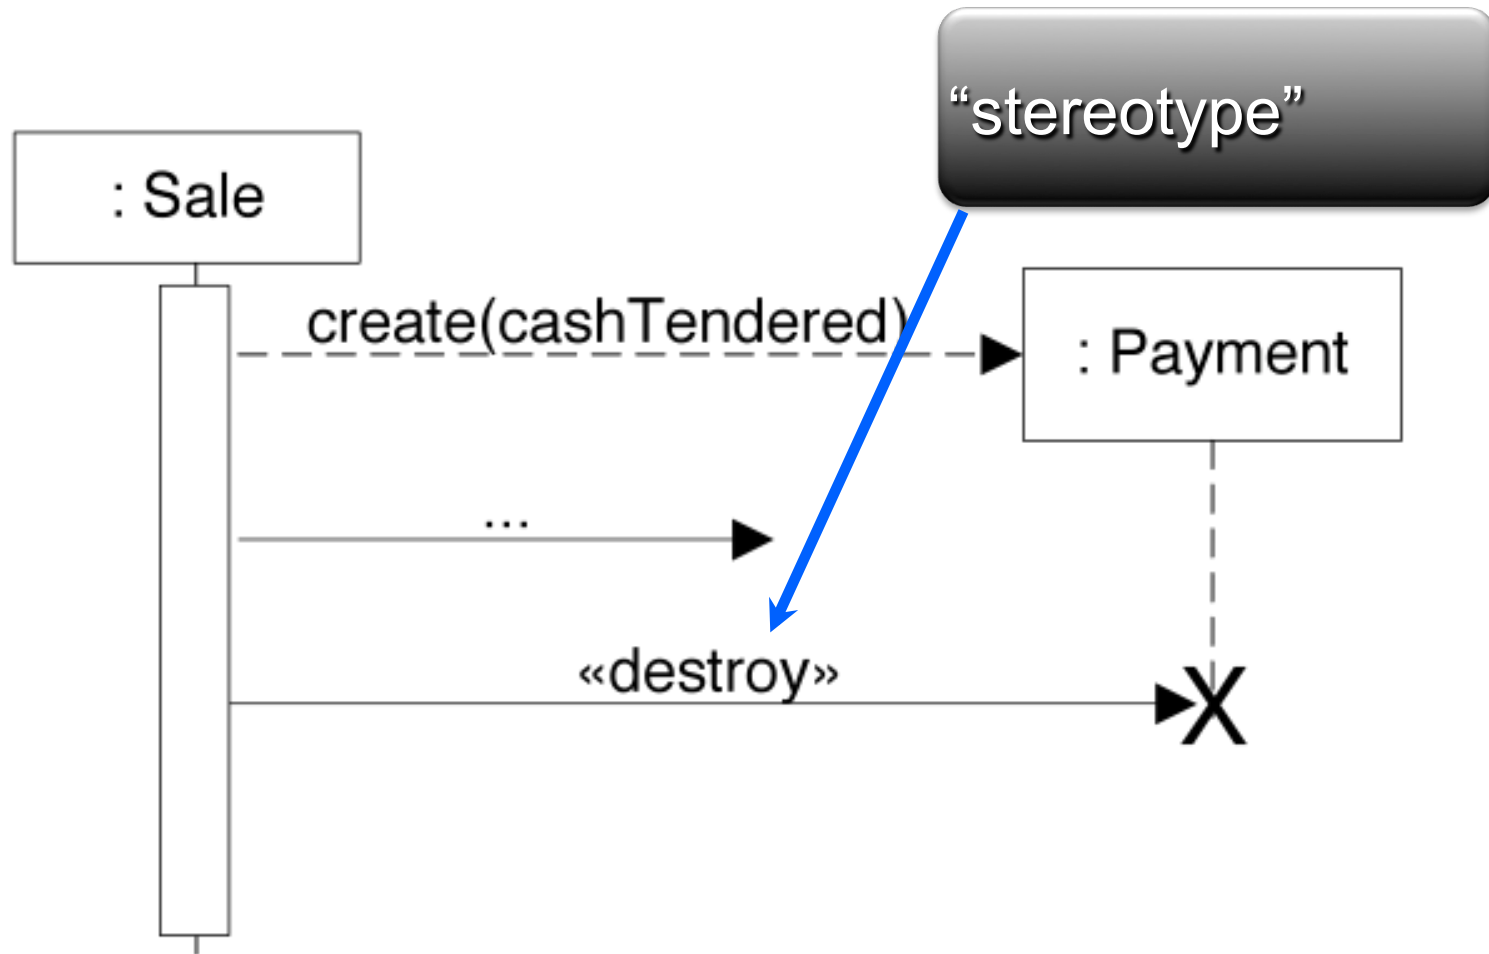 “stereotype”
: Sale
create(cashTendered)
: Payment
...
«destroy»
X